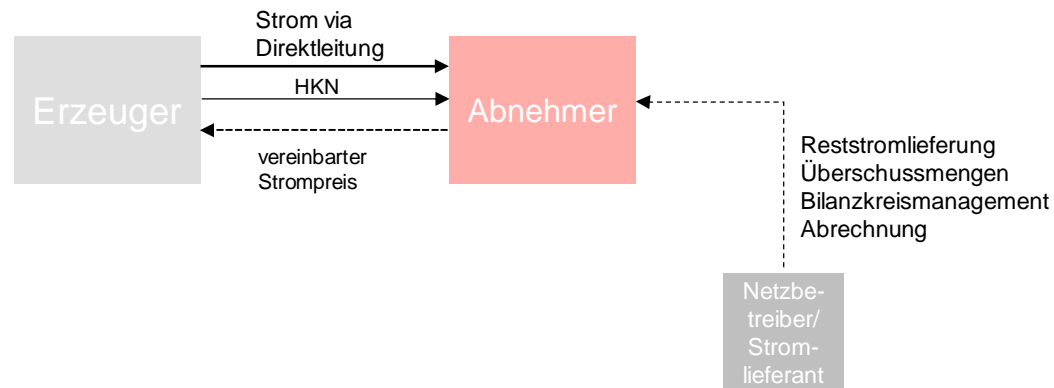 Strom via
Direktleitung
Erzeuger
HKN
Abnehmer
vereinbarter
Strompreis
Reststromlieferung
Überschussmengen
Bilanzkreismanagement
Abrechnung
Netzbe-
treiber/
Strom-
lieferant